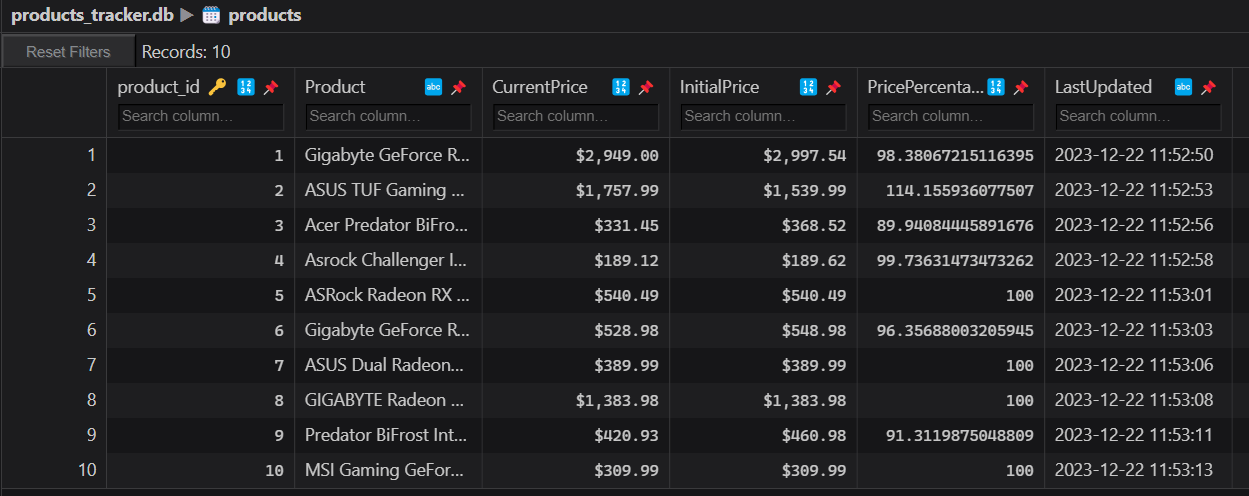 products_tracker.db ▶ products
Reset Filters Records: 10
product_id Product CurrentPrice InitialPrice PricePercenta... LastUpdated
Search column... Search column... Search column... Search column... Search column... Search column...
1 1 Gigabyte GeForce R... $2,949.00 $2,997.54 98.38067215116395 2023-12-22 11:52:50
2 2 ASUS TUF Gaming ... $1,757.99 $1,539.99 114.155936077507 2023-12-22 11:52:53
3 3 Acer Predator BiFro... $331.45 $368.52 89.94084445891676 2023-12-22 11:52:56
4 4 Asrock Challenger I... $189.12 $189.62 99.73631473473262 2023-12-22 11:52:58
5 5 ASRock Radeon RX ... $540.49 $540.49 100 2023-12-22 11:53:01
6 6 Gigabyte GeForce R... $528.98 $548.98 96.35688003205945 2023-12-22 11:53:03
7 7 ASUS Dual Radeon... $389.99 $389.99 100 2023-12-22 11:53:06
8 8 GIGABYTE Radeon ... $1,383.98 $1,383.98 100 2023-12-22 11:53:08
9 9 Predator BiFrost Int... $420.93 $460.98 91.3119875048809 2023-12-22 11:53:11
10 10 MSI Gaming GeFor... $309.99 $309.99 100 2023-12-22 11:53:13